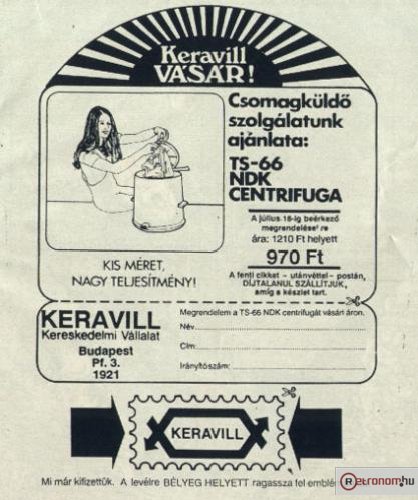 Keravill
VÁSÁR!
Csomagküldő
szolgálatunk
ajánlata:
TS-66
NDK
CENTRIFUGA
A július 18-ig beérkező
megrendelése're
ára: 1210 Ft helyett
970 Ft
A fenti cikket – utánvéttel – postán,
DÍJTALANUL SZÁLLÍTJUK,
amíg a készlet tart.
KIS MÉRET,
NAGY TELJESÍTMÉNY!
KERAVILL
Kereskedelmi Vállalat
Budapest
Pf. 3.
1921
Megrendelem a TS-66 NDK centrifugát vásári áron.
Név
Cím
Irányítószám:
KERAVILL
Mi már kifizettük. A levélre BÉLYEG HELYETT ragassza fel
Retronom.hu